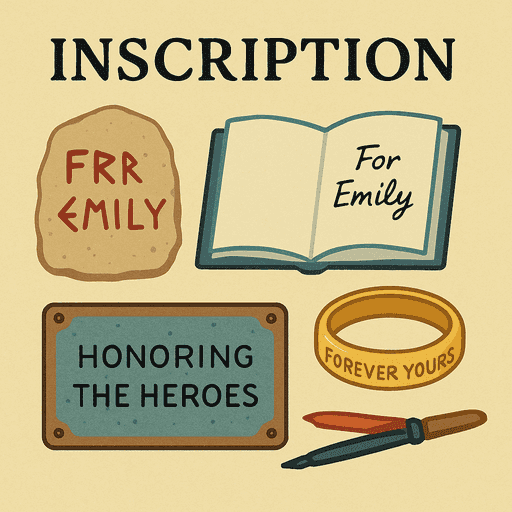 INSCRIPTION
FRR
EMILY
For
Emily
HONORING
THE HEROES
FOREVER YOURS